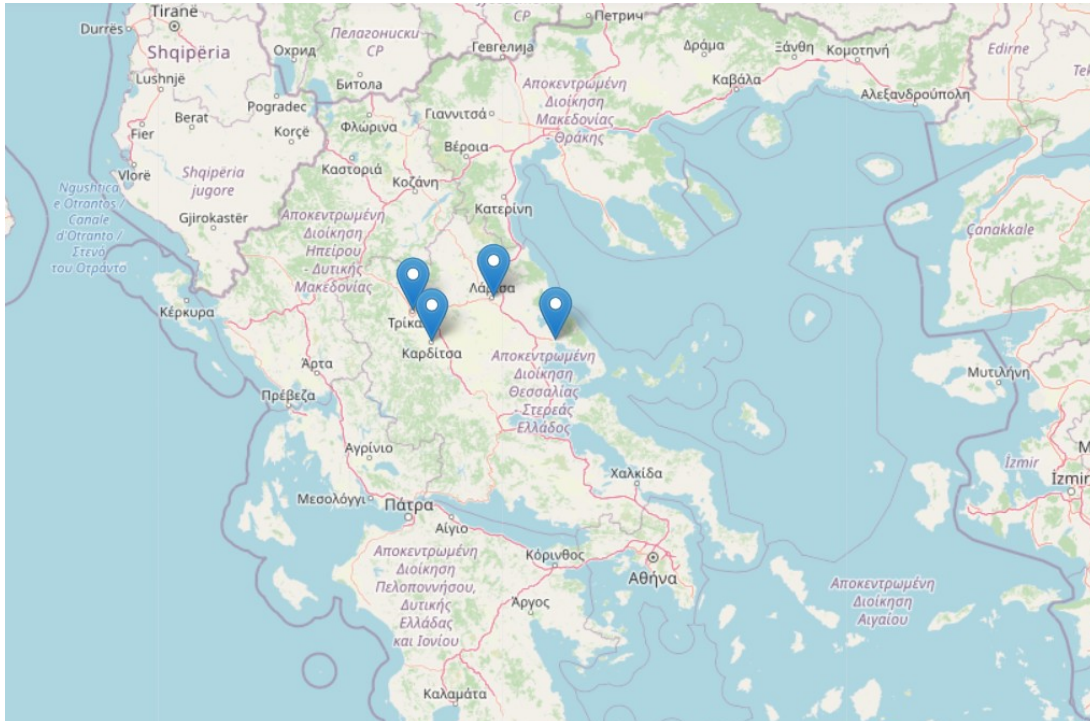 Tiranë
Durrës
Shqipëria
Lushnjë
Охрид
Пелагониски
СР
Битола
Гевгелија
СР
Петрич
Pogradec
Berat
Fier
Korçë
Vlorë
Shqipëria
jugore
Gjirokastër
Ngushtica
e Otrantos /
Canale
d'Otranto /
Στενό
του Οτράντο
Φλώρινα
Γιαννιτσά
Καστοριά
Βέροια
Κοζάνη
Κατερίνη
Αποκεντρωμένη
Διοίκηση
Μακεδονίας
- Θράκης
Δράμα
Ξάνθη
Κομοτηνή
Καβάλα
Αλεξανδρούπολη
Edirne
Çanakkale
Αποκεντρωμένη
Διοίκηση
Ηπείρου
- Δυτικής
Μακεδονίας
Κέρκυρα
Καρδίτσα
Άρτα
Πρέβεζα
Αποκεντρωμένη
Διοίκηση
Θεσσαλίας
- Στερεάς
Ελλάδος
Μυτιλήνη
Αγρίνιο
Μεσολόγγι
Πάτρα
Αίγιο
Χαλκίδα
İzmir
İzmir
Κόρινθος
Αθήνα
Αποκεντρωμένη
Διοίκηση
Πελοποννήσου,
Δυτικής
Ελλάδας
και Ιονίου
Άργος
Αποκεντρωμένη
Διοίκηση
Αιγαίου
Καλαμάτα